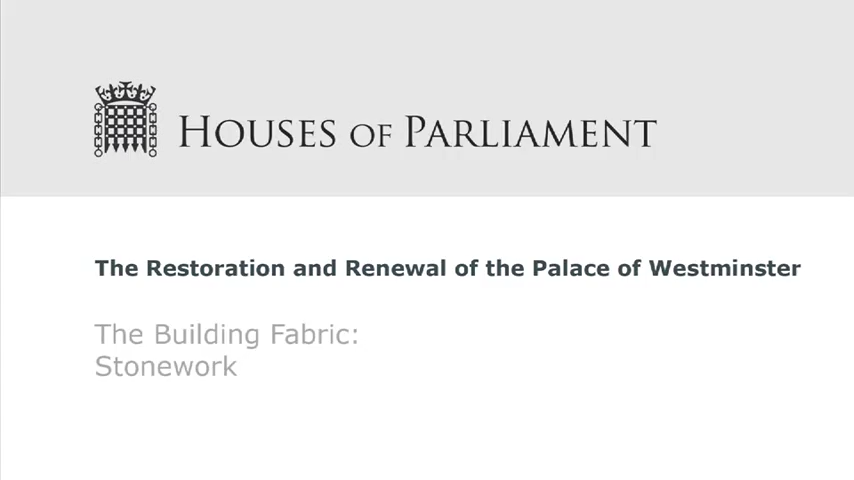 HOUSES OF PARLIAMENT
The Restoration and Renewal of the Palace of Westminster
The Building Fabric:
Stonework